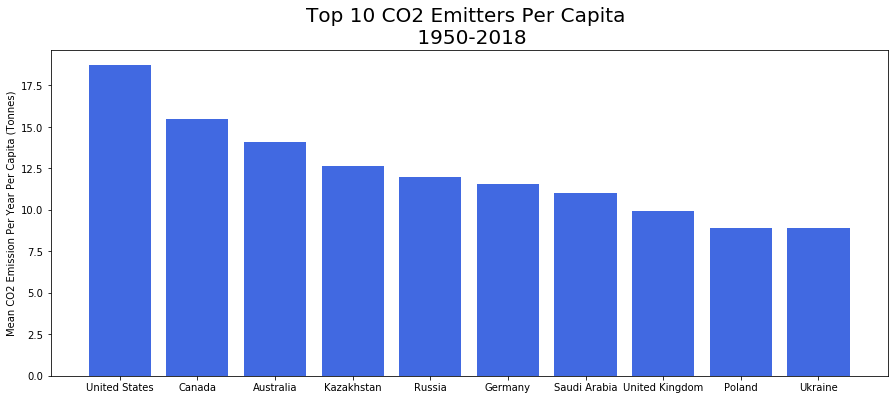 Top 10 CO2 Emitters Per Capita
1950-2018
Mean CO2 Emission Per Year Per Capita (Tonnes)
17.5
15.0
12.5
10.0
7.5
5.0
2.5
0.0
United States
Canada
Australia
Kazakhstan
Russia
Germany
Saudi Arabia
United Kingdom
Poland
Ukraine